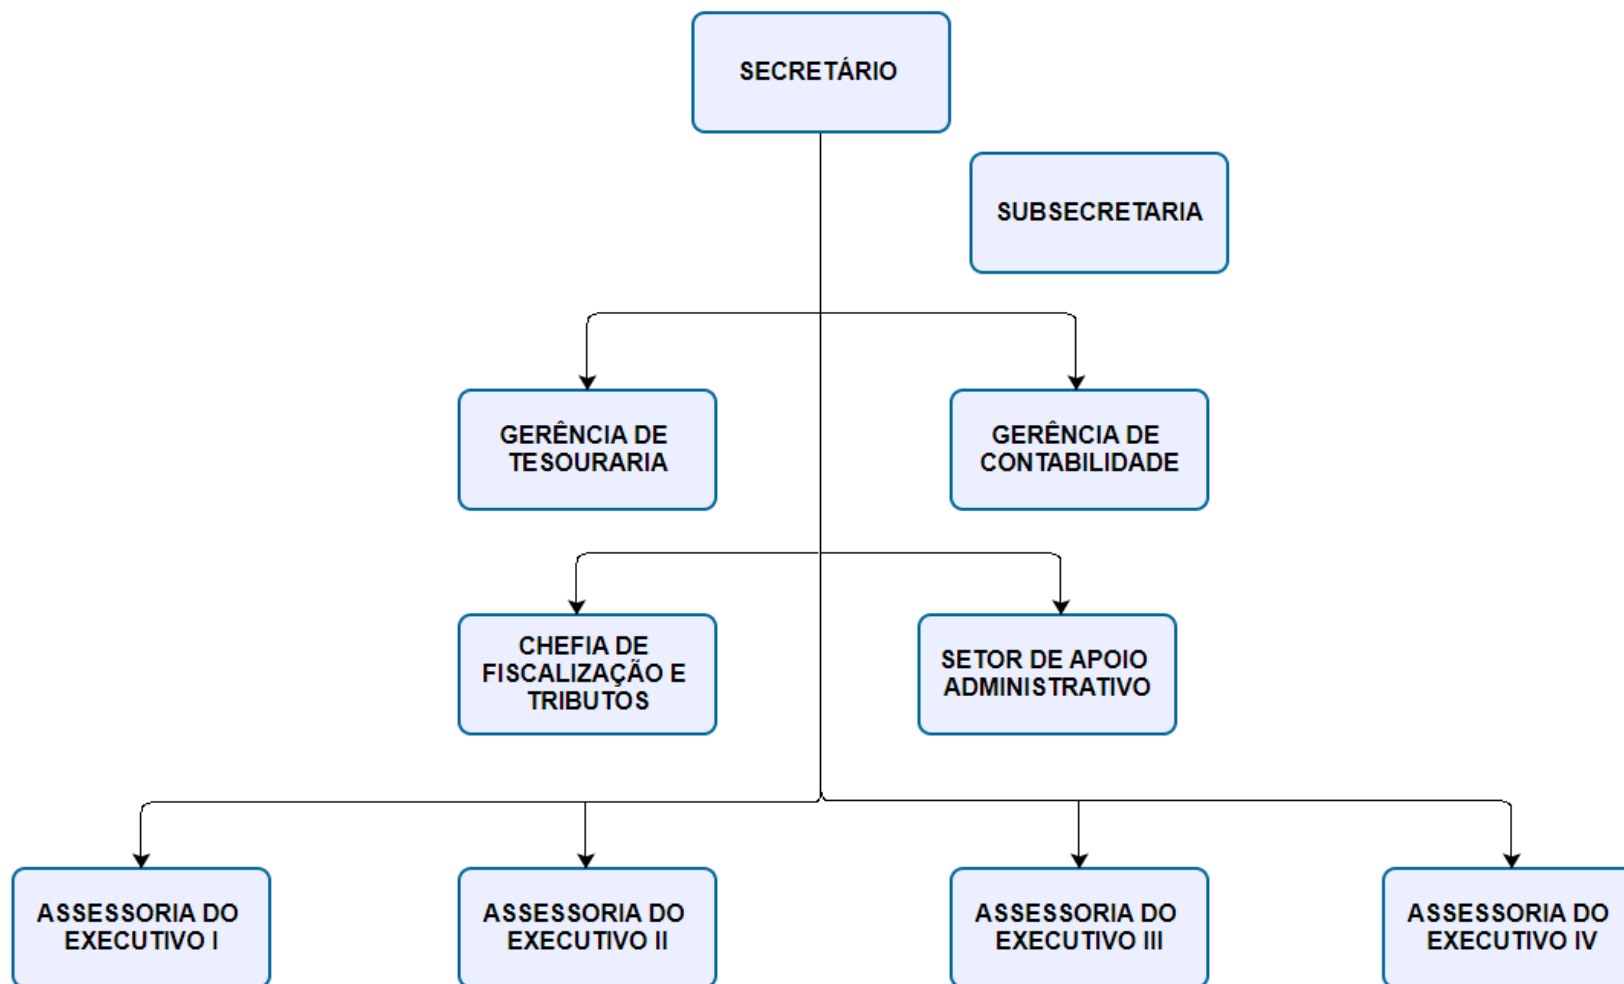 SECRETÁRIO
SUBSECRETARIA
GERÊNCIA DE
TESOURARIA
GERÊNCIA DE
CONTABILIDADE
CHEFIA DE
FISCALIZAÇÃO E
TRIBUTOS
SETOR DE APOIO
ADMINISTRATIVO
ASSESSORIA DO
EXECUTIVO I
ASSESSORIA DO
EXECUTIVO II
ASSESSORIA DO
EXECUTIVO III
ASSESSORIA DO
EXECUTIVO IV